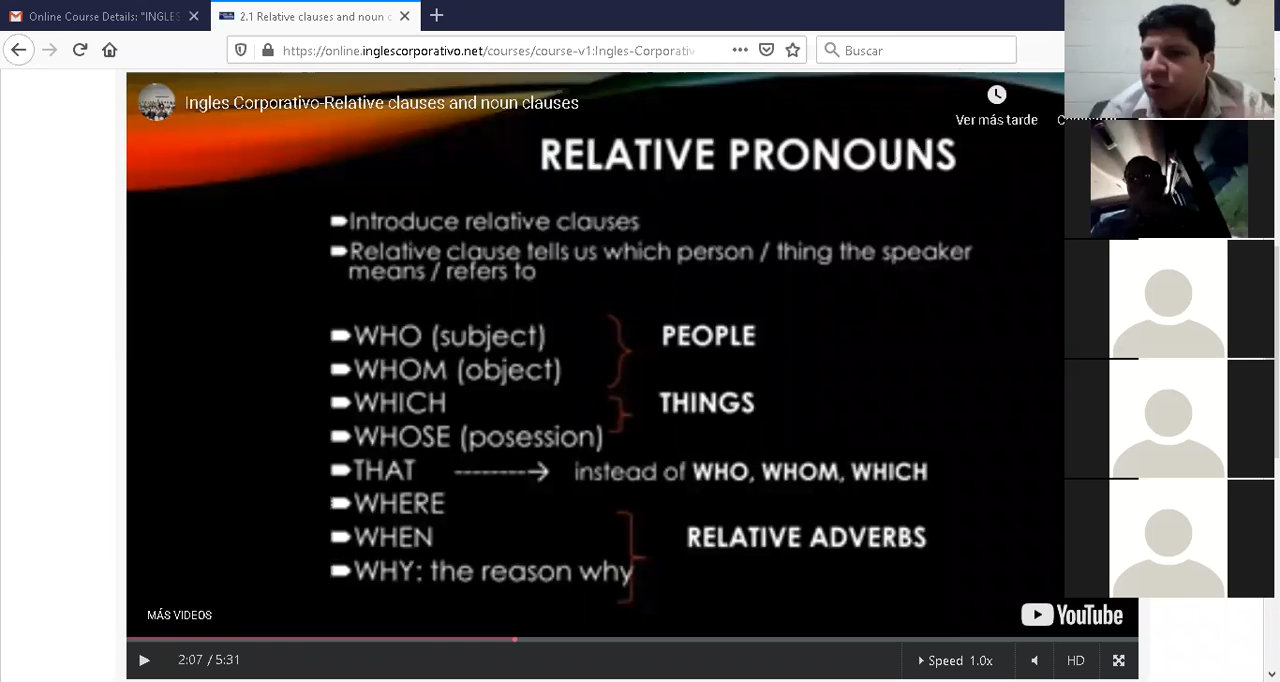 Online Course Details: "INGLES
2.1 Relative clauses and noun c
https://online.inglescorporativo.net/courses/course-v1:Ingles-Corporativ
Buscar
Ingles Corporativo-Relative clauses and noun clauses
Ver más tarde
RELATIVE PRONOUNS
Introduce relative clauses
Relative clause tells us which person / thing the speaker
means / refers to
WHO (subject)
PEOPLE
WHOM (object)
WHICH
THINGS
WHOSE (posession)
THAT --------→ instead of WHO, WHOM, WHICH
WHERE
WHEN
RELATIVE ADVERBS
WHY: the reason why
MÁS VIDEOS
YouTube
2:07 / 5:31
Speed 1.0x
HD